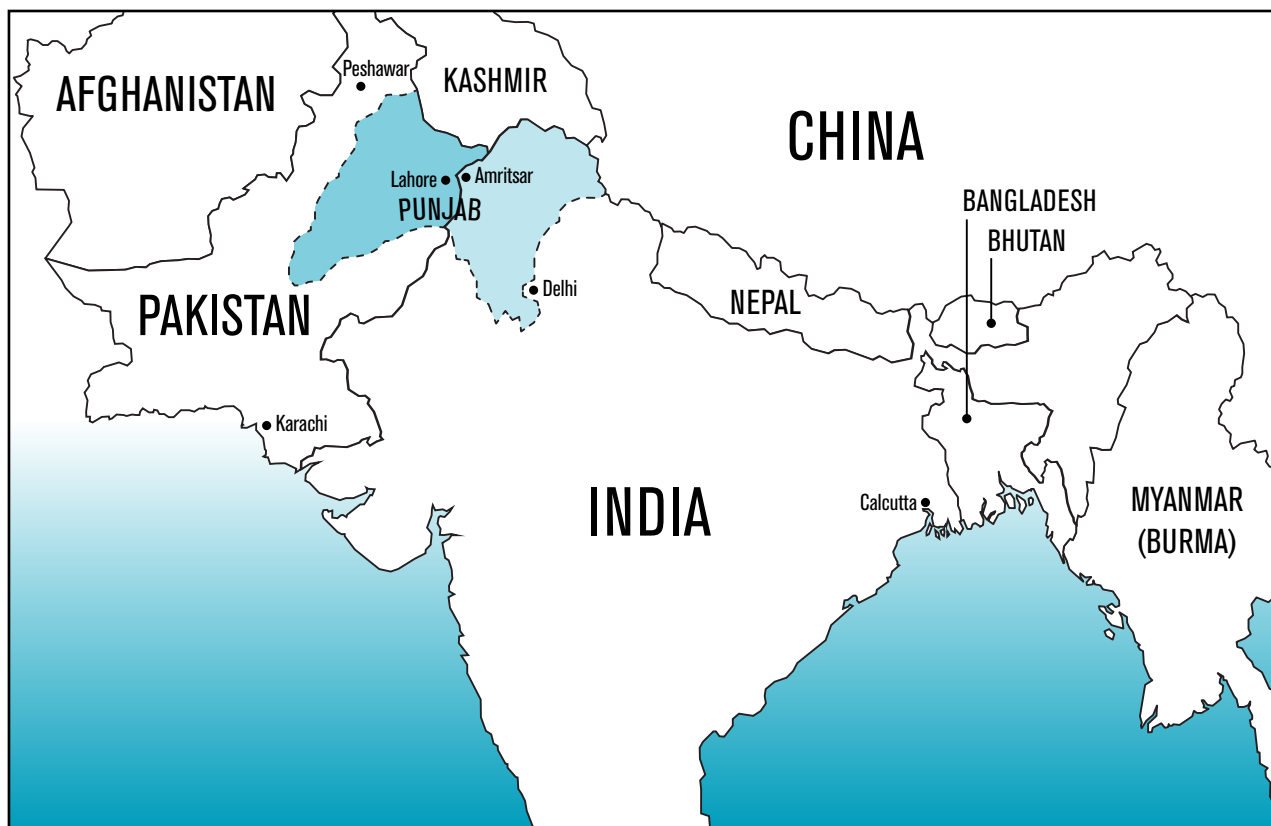 Peshawar
AFGHANISTAN
KASHMIR
CHINA
Lahore
Amritsar
PUNJAB
BANGLADESH
BHUTAN
Delhi
NEPAL
PAKISTAN
Karachi
INDIA
Calcutta
MYANMAR
(BURMA)